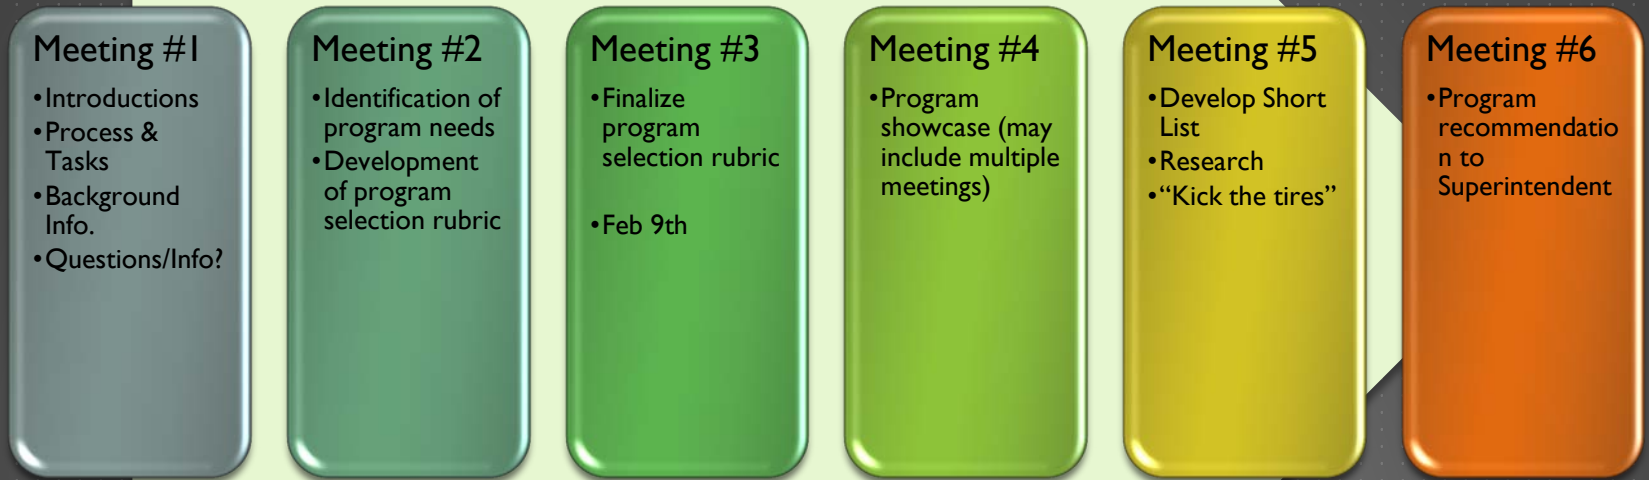 Meeting #1
•Introductions
•Process &
Tasks
•Background
Info.
•Questions/Info?
Meeting #2
•Identification of
program needs
•Development
of program
selection rubric
Meeting #3
•Finalize
program
selection rubric
•Feb 9th
Meeting #4
•Program
showcase (may
include multiple
meetings)
Meeting #5
•Develop Short
List
•Research
•“Kick the tires”
Meeting #6
•Program
recommendatio
n to
Superintendent